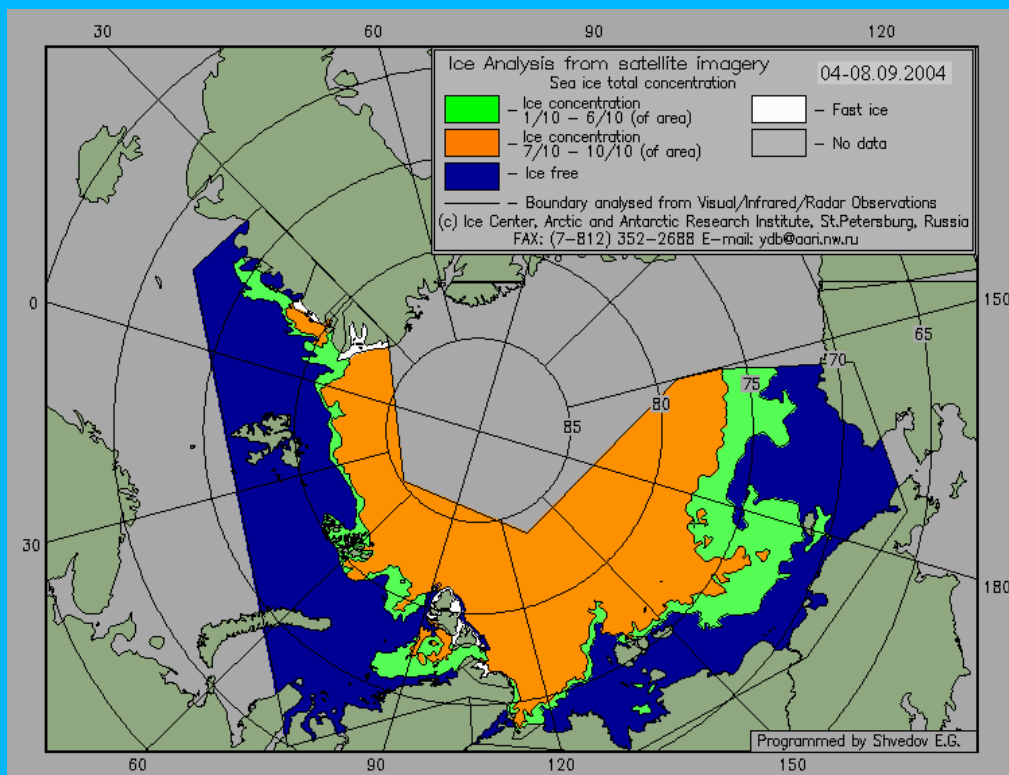 30 60 90 120
Ice Analysis from satellite imagery
04-08.09.2004
Sea ice total concentration
– Ice concentration
1/10 – 6/10 (of area)
– Fast ice
– Ice concentration
7/10 – 10/10 (of area)
– No data
– Ice free
– Boundary analysed from Visual/Infrared/Radar Observations
(c) Ice Center, Arctic and Antarctic Research Institute, St.Petersburg, Russia
FAX: (7-812) 352-2688 E-mail: ydb@aari.nw.ru
0
150
65
70
75
80
85
30
180
Programmed by Shvedov E.G.
60 90 120 150